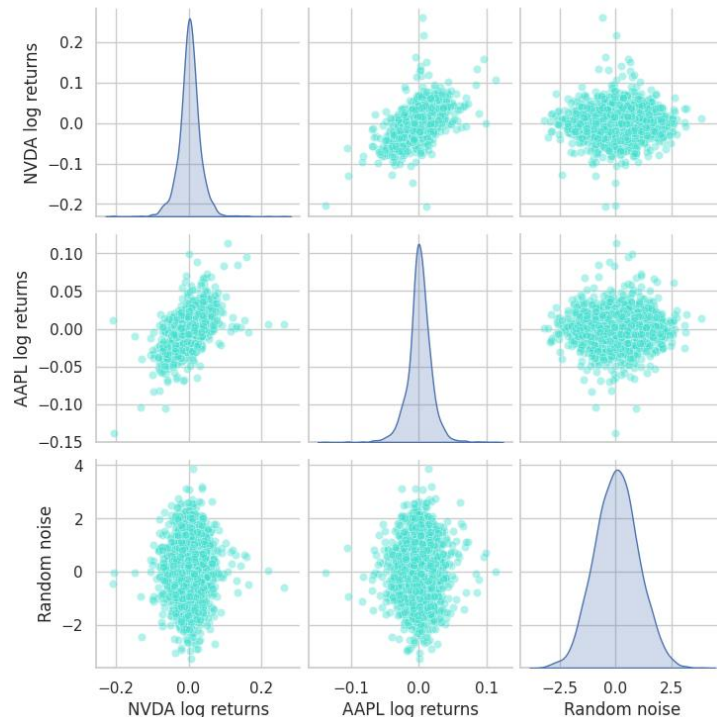 NVDA log returns
0.2
0.1
0.0
−0.1
−0.2
AAPL log returns
0.10
0.05
0.00
−0.05
−0.10
−0.15
Random noise
4
2
0
−2
−0.2 0.0 0.2
NVDA log returns
−0.1 0.0 0.1
AAPL log returns
−2.5 0.0 2.5
Random noise